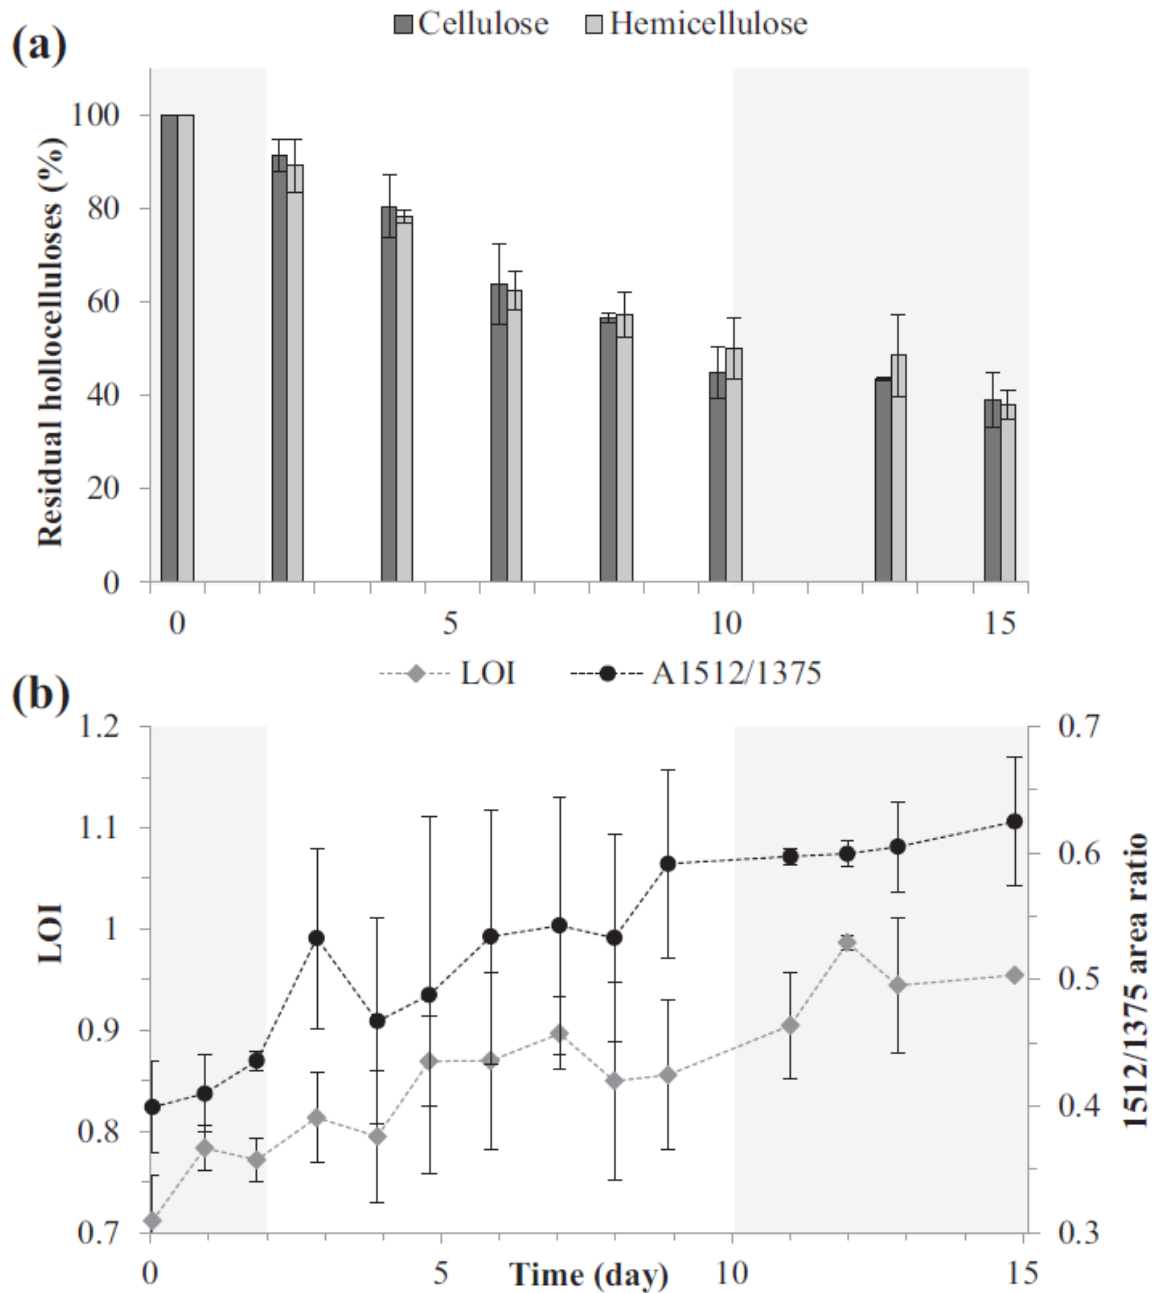 Cellulose Hemicellulose
(a)
100
80
60
40
20
0
Residual hollocelluloses (%)
0 5 10 15
LOI A1512/1375
(b)
1.2
1.1
1
0.9
0.8
0.7
LOI
0.7
0.6
0.5
0.4
0.3
1512/1375 area ratio
0 5 10 15
Time (day)